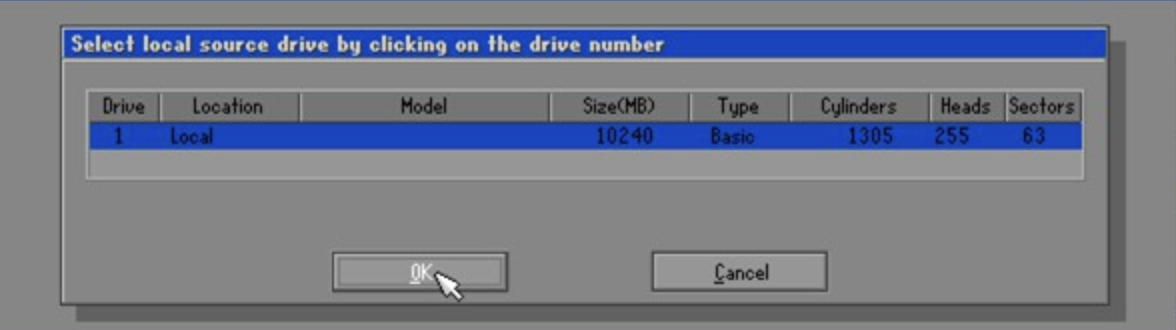 Select local source drive by clicking on the drive number
Drive Location Model Size(MB) Type Cylinders Heads Sectors
1 Local 10240 Basic 1305 255 63
OK Cancel